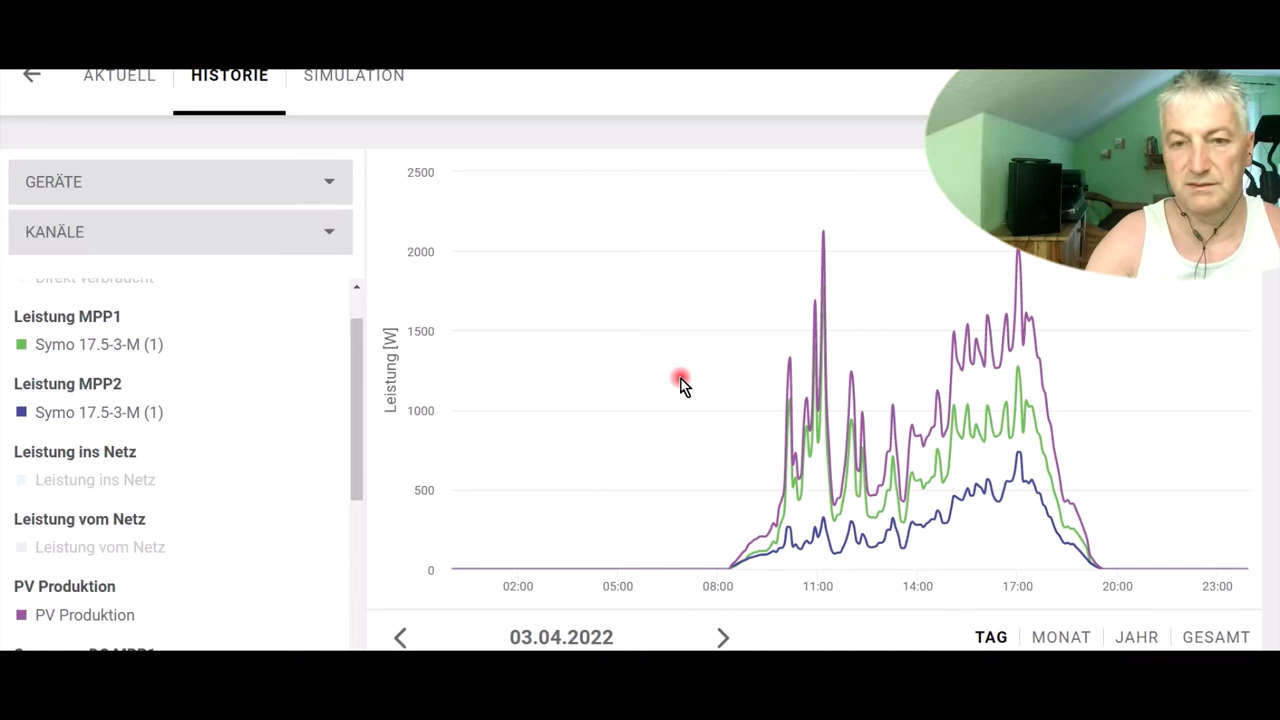 AKTUELL HISTORIE SIMULATION
GERÄTE
KANÄLE
Direkt verbraucht
Leistung MPP1
Symo 17.5-3-M (1)
Leistung MPP2
Symo 17.5-3-M (1)
Leistung ins Netz
Leistung ins Netz
Leistung vom Netz
Leistung vom Netz
PV Produktion
PV Produktion
Leistung [W]
2500
2000
1500
1000
500
0
02:00 05:00 08:00 11:00 14:00 17:00 20:00 23:00
03.04.2022
TAG MONAT JAHR GESAMT